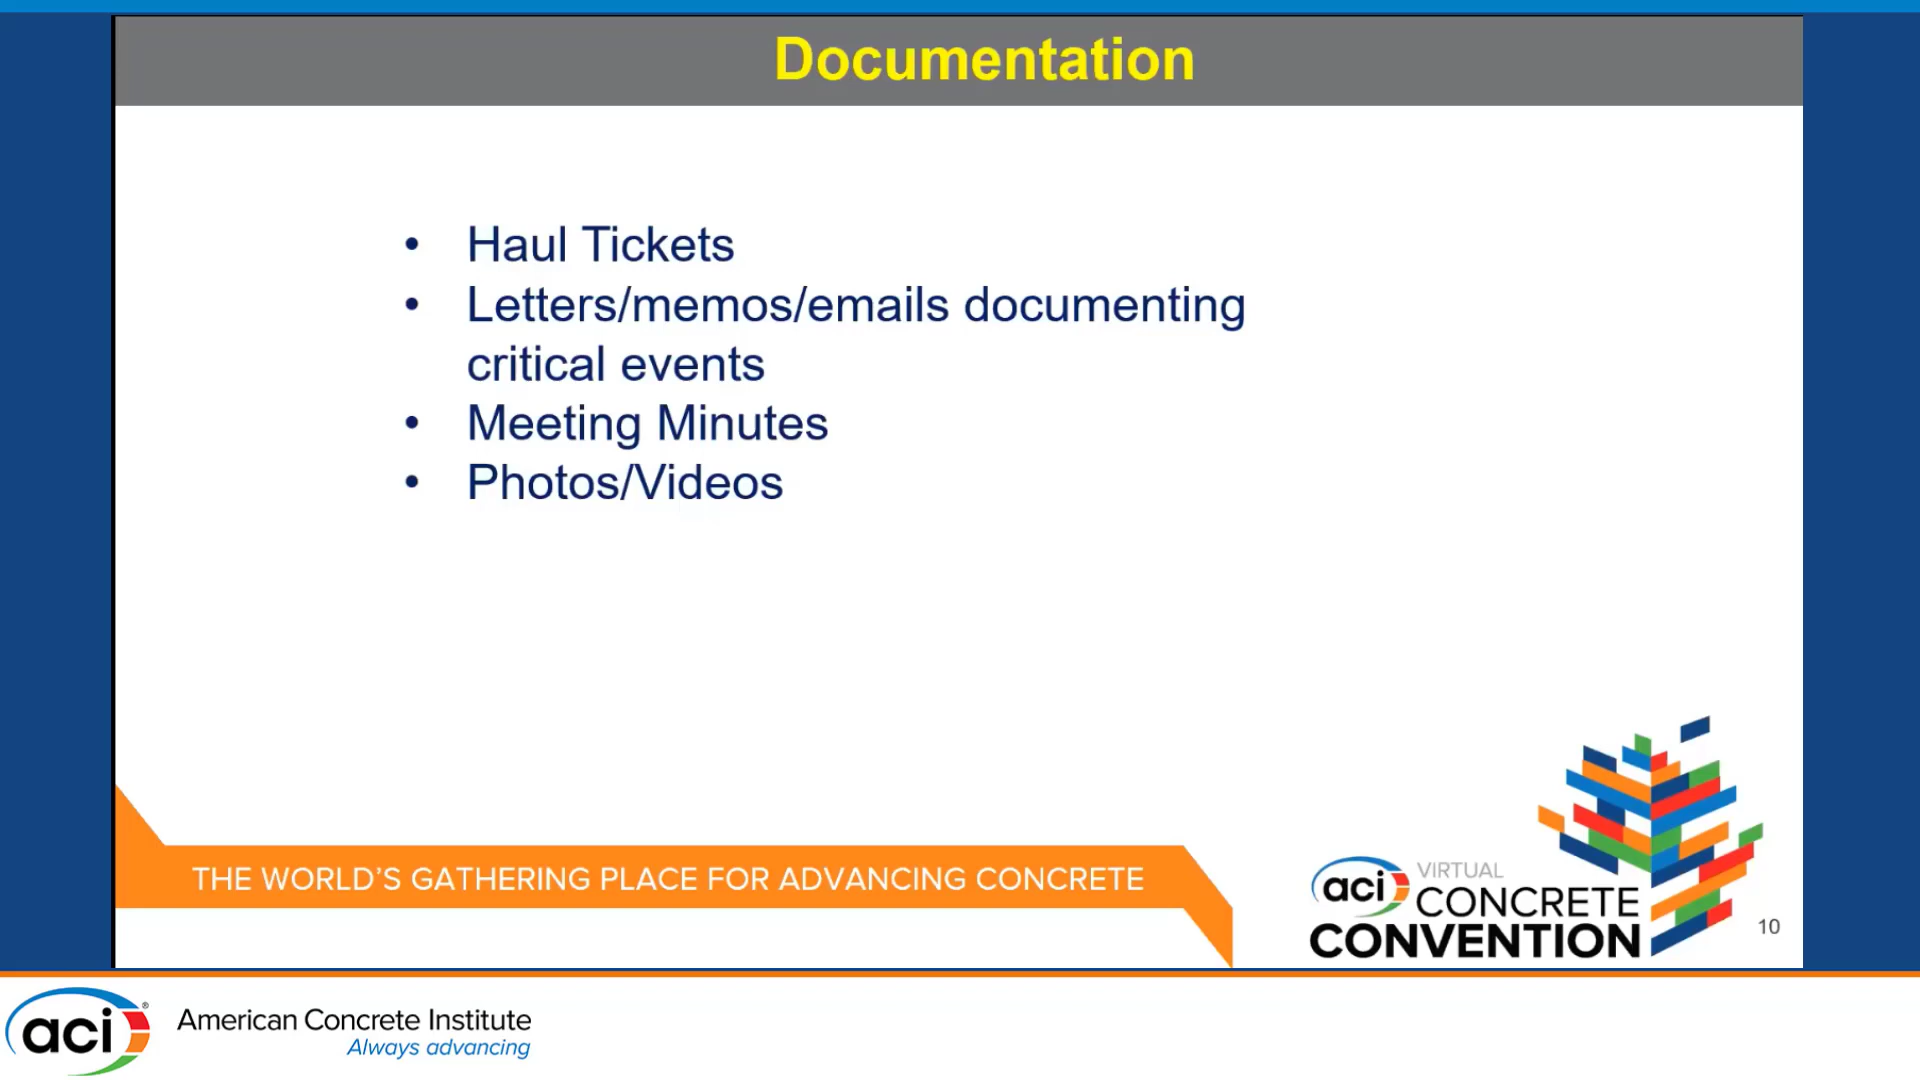 Documentation
• Haul Tickets
• Letters/memos/emails documenting
critical events
• Meeting Minutes
• Photos/Videos
THE WORLD'S GATHERING PLACE FOR ADVANCING CONCRETE
aci VIRTUAL
CONCRETE
CONVENTION
10
aci®
American Concrete Institute
Always advancing